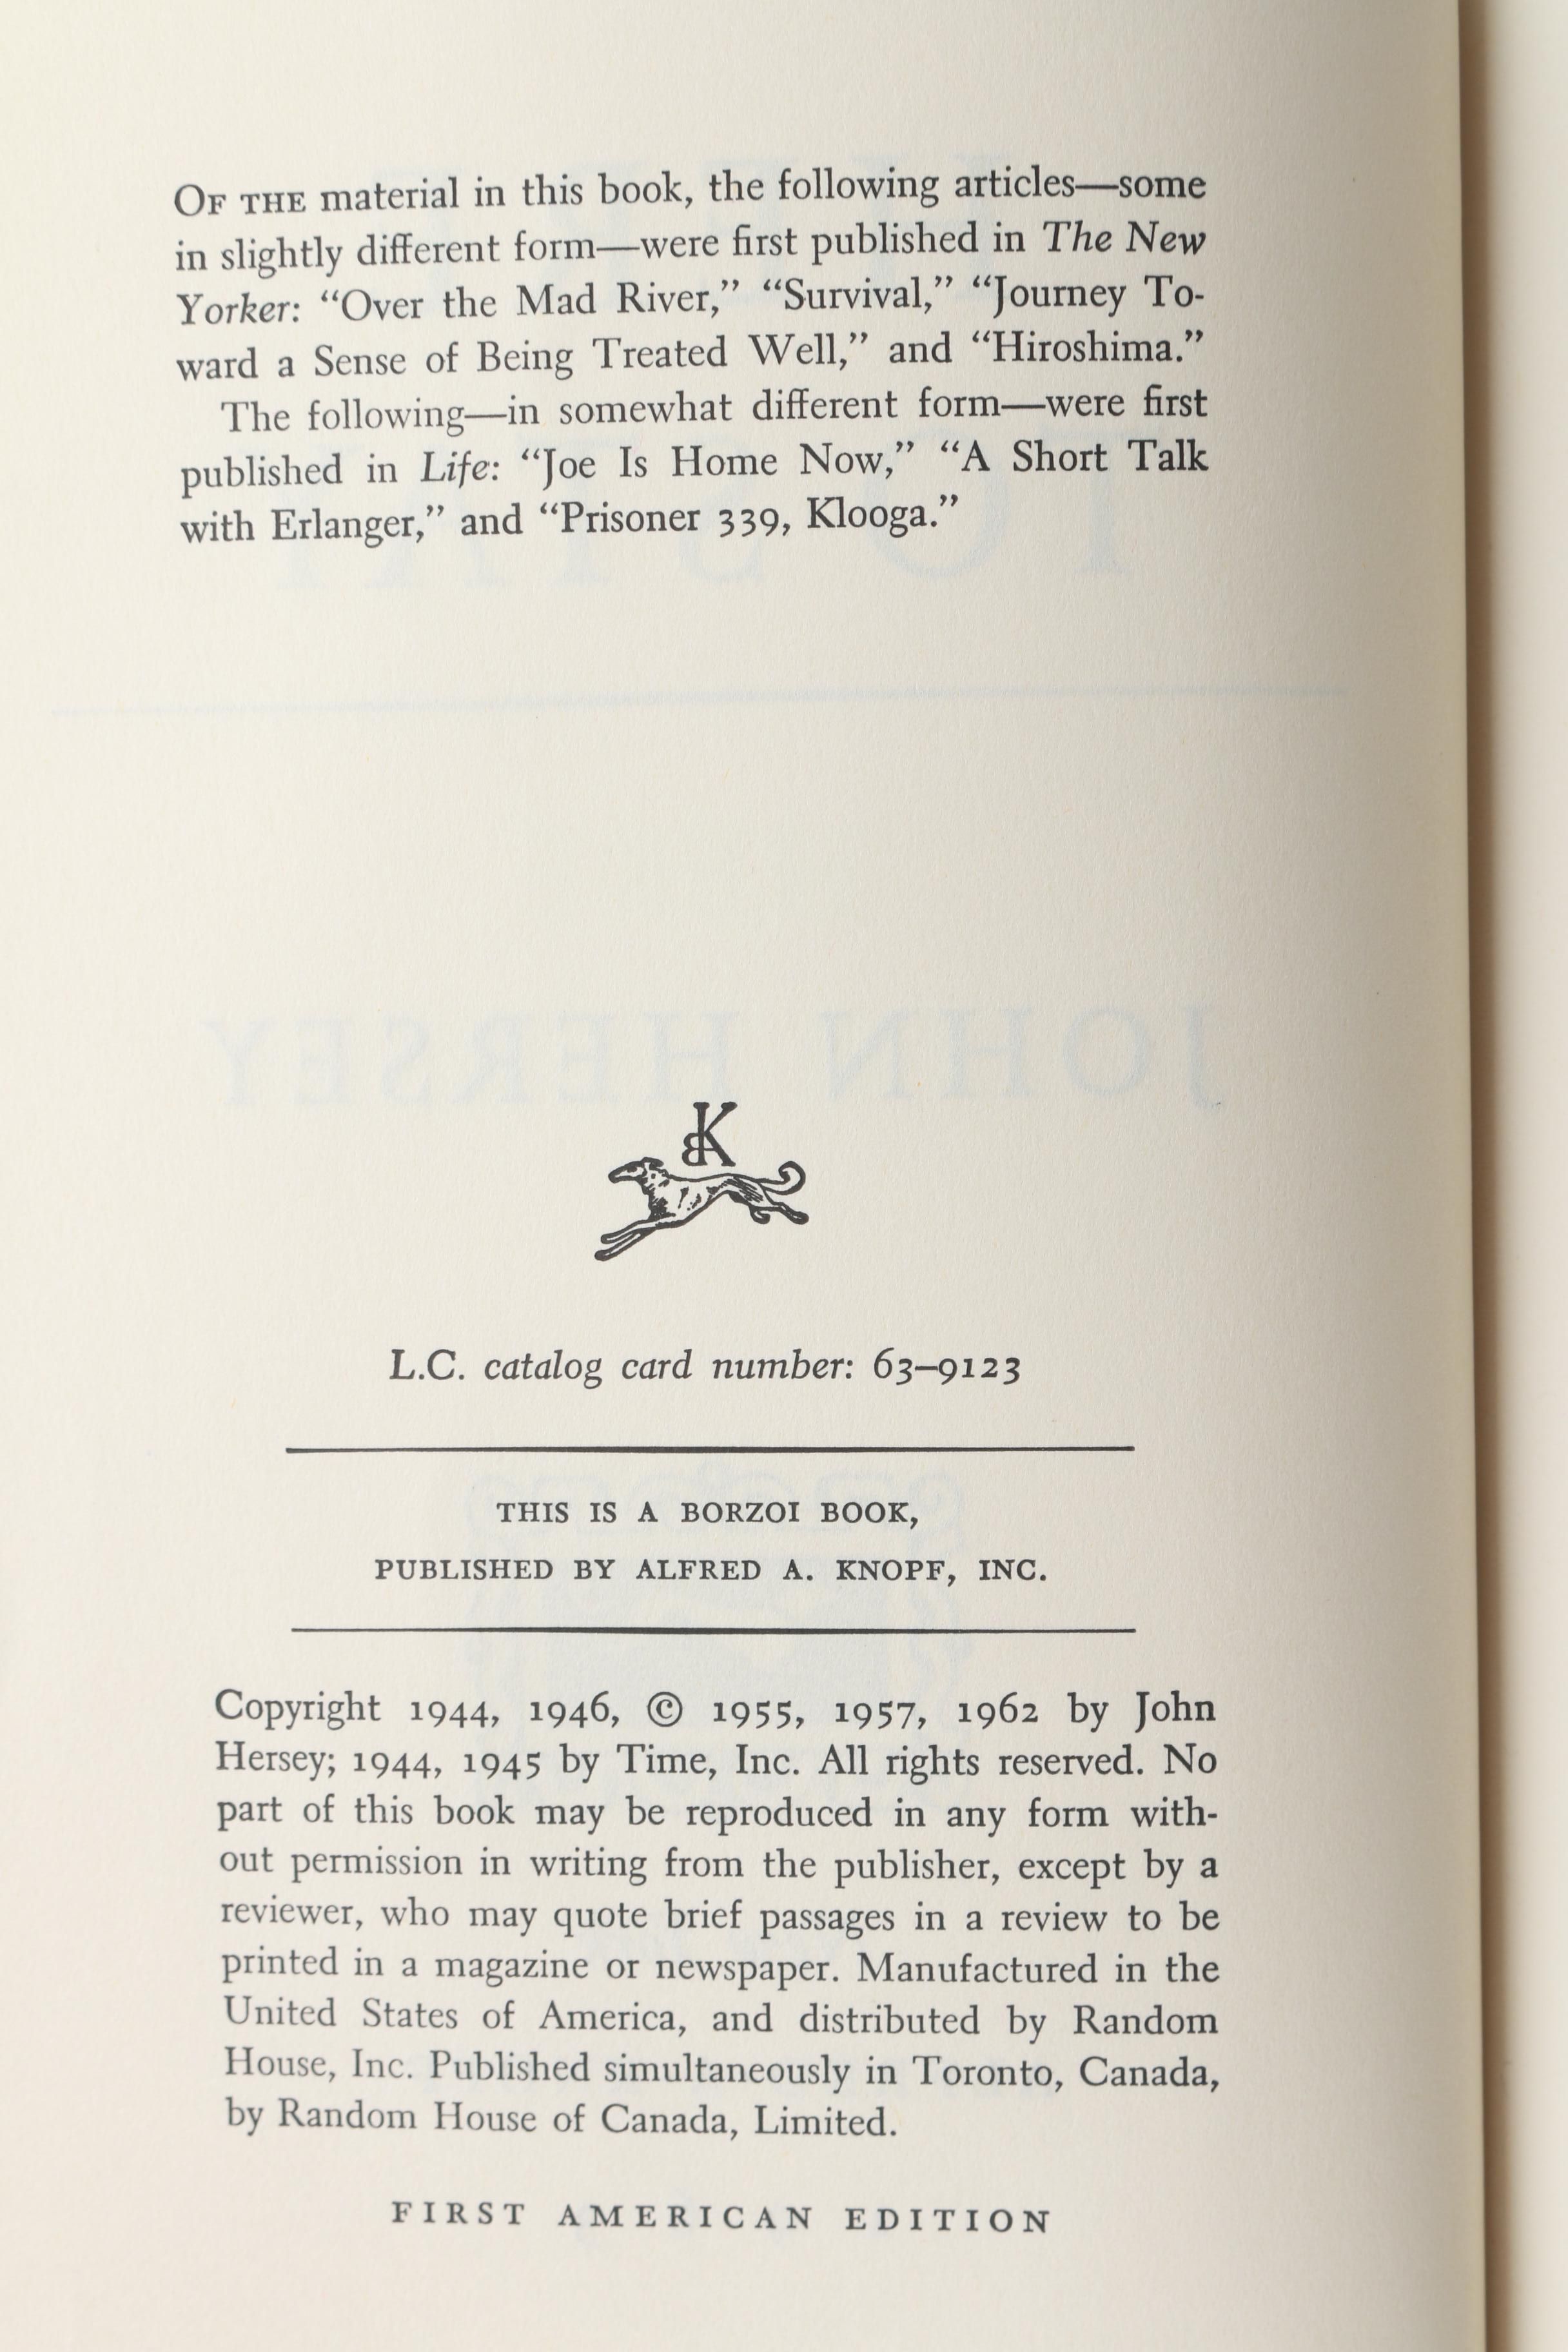 OF THE material in this book, the following articles—some
in slightly different form—were first published in The New
Yorker: “Over the Mad River,” “Survival,” “Journey To-
ward a Sense of Being Treated Well,” and “Hiroshima.”
The following—in somewhat different form—were first
published in Life: “Joe Is Home Now,” “A Short Talk
with Erlanger,” and “Prisoner 339, Klooga.”
JOHN HERSEY
BK
L.C. catalog card number: 63–9123
THIS IS A BORZOI BOOK,
PUBLISHED BY ALFRED A. KNOPF, INC.
Copyright 1944, 1946, © 1955, 1957, 1962 by John
Hersey; 1944, 1945 by Time, Inc. All rights reserved. No
part of this book may be reproduced in any form with-
out permission in writing from the publisher, except by a
reviewer, who may quote brief passages in a review to be
printed in a magazine or newspaper. Manufactured in the
United States of America, and distributed by Random
House, Inc. Published simultaneously in Toronto, Canada,
by Random House of Canada, Limited.
FIRST AMERICAN EDITION